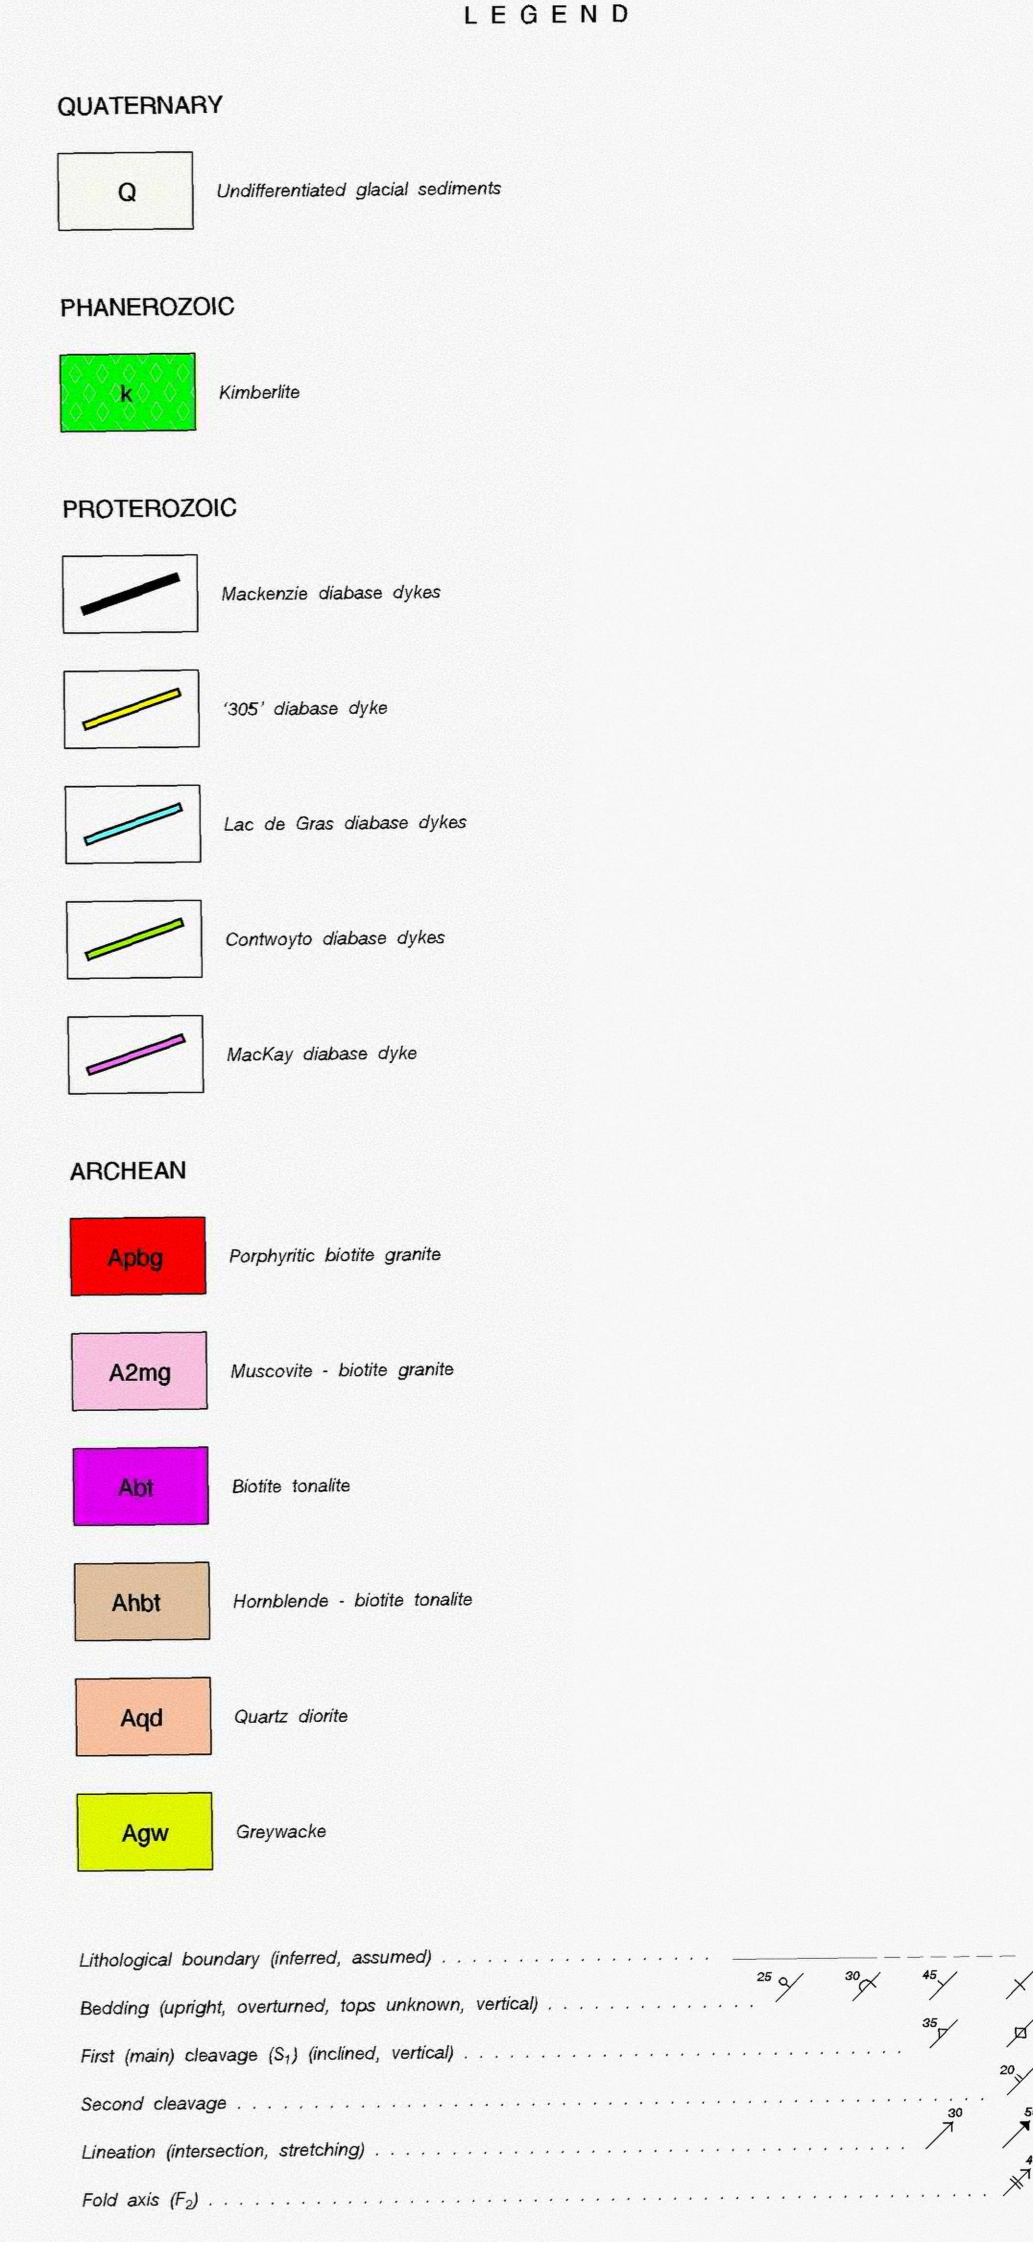 LEGEND
QUATERNARY
Q Undifferentiated glacial sediments
PHANEROZOIC
k Kimberlite
PROTEROZOIC
Mackenzie diabase dykes
‘305’ diabase dyke
Lac de Gras diabase dykes
Contwoyto diabase dykes
MacKay diabase dyke
ARCHEAN
Apbg Porphyritic biotite granite
A2mg Muscovite - biotite granite
Abt Biotite tonalite
Ahbt Hornblende - biotite tonalite
Aqd Quartz diorite
Agw Greywacke
Lithological boundary (inferred, assumed)
Bedding (upright, overturned, tops unknown, vertical) 25 30 45
First (main) cleavage (S₁) (inclined, vertical) 35
Second cleavage 20
Lineation (intersection, stretching) 30
Fold axis (F₂)